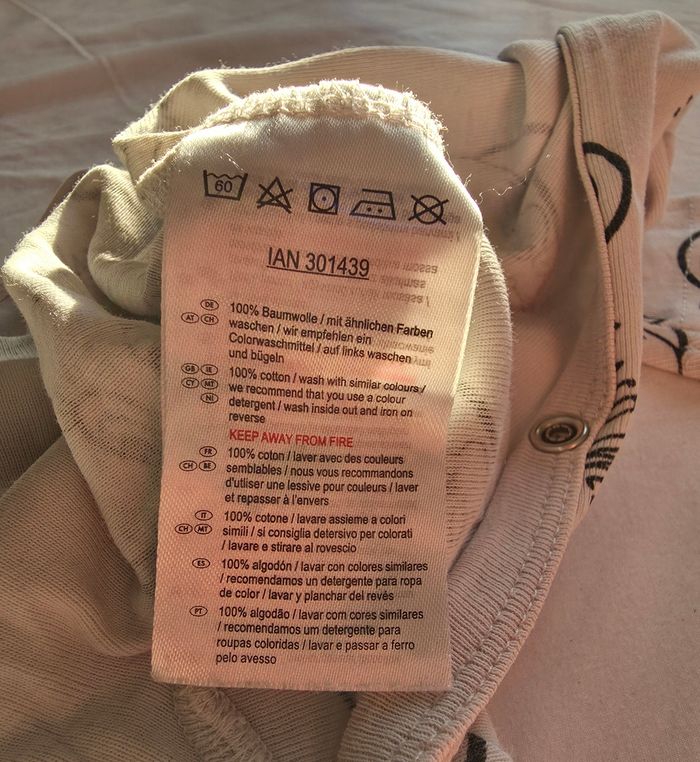 60
IAN 301439
DE
AT CH
100% Baumwolle / mit ähnlichen Farben
waschen / wir empfehlen ein
Colorwaschmittel / auf links waschen
und bügeln
GB IE
CY MT
NI
100% cotton / wash with similar colours /
we recommend that you use a colour
detergent / wash inside out and iron on
reverse
KEEP AWAY FROM FIRE
FR
CH BE
100% coton / laver avec des couleurs
semblables / nous vous recommandons
d'utiliser une lessive pour couleurs / laver
et repasser à l'envers
IT
CH MT
100% cotone / lavare assieme a colori
simili / si consiglia detersivo per colorati
/ lavare e stirare al rovescio
ES
100% algodón / lavar con colores similares
/ recomendamos un detergente para ropa
de color / lavar y planchar del revés
PT
100% algodão / lavar com cores similares
/ recomendamos um detergente para
roupas coloridas / lavar e passar a ferro
pelo avesso